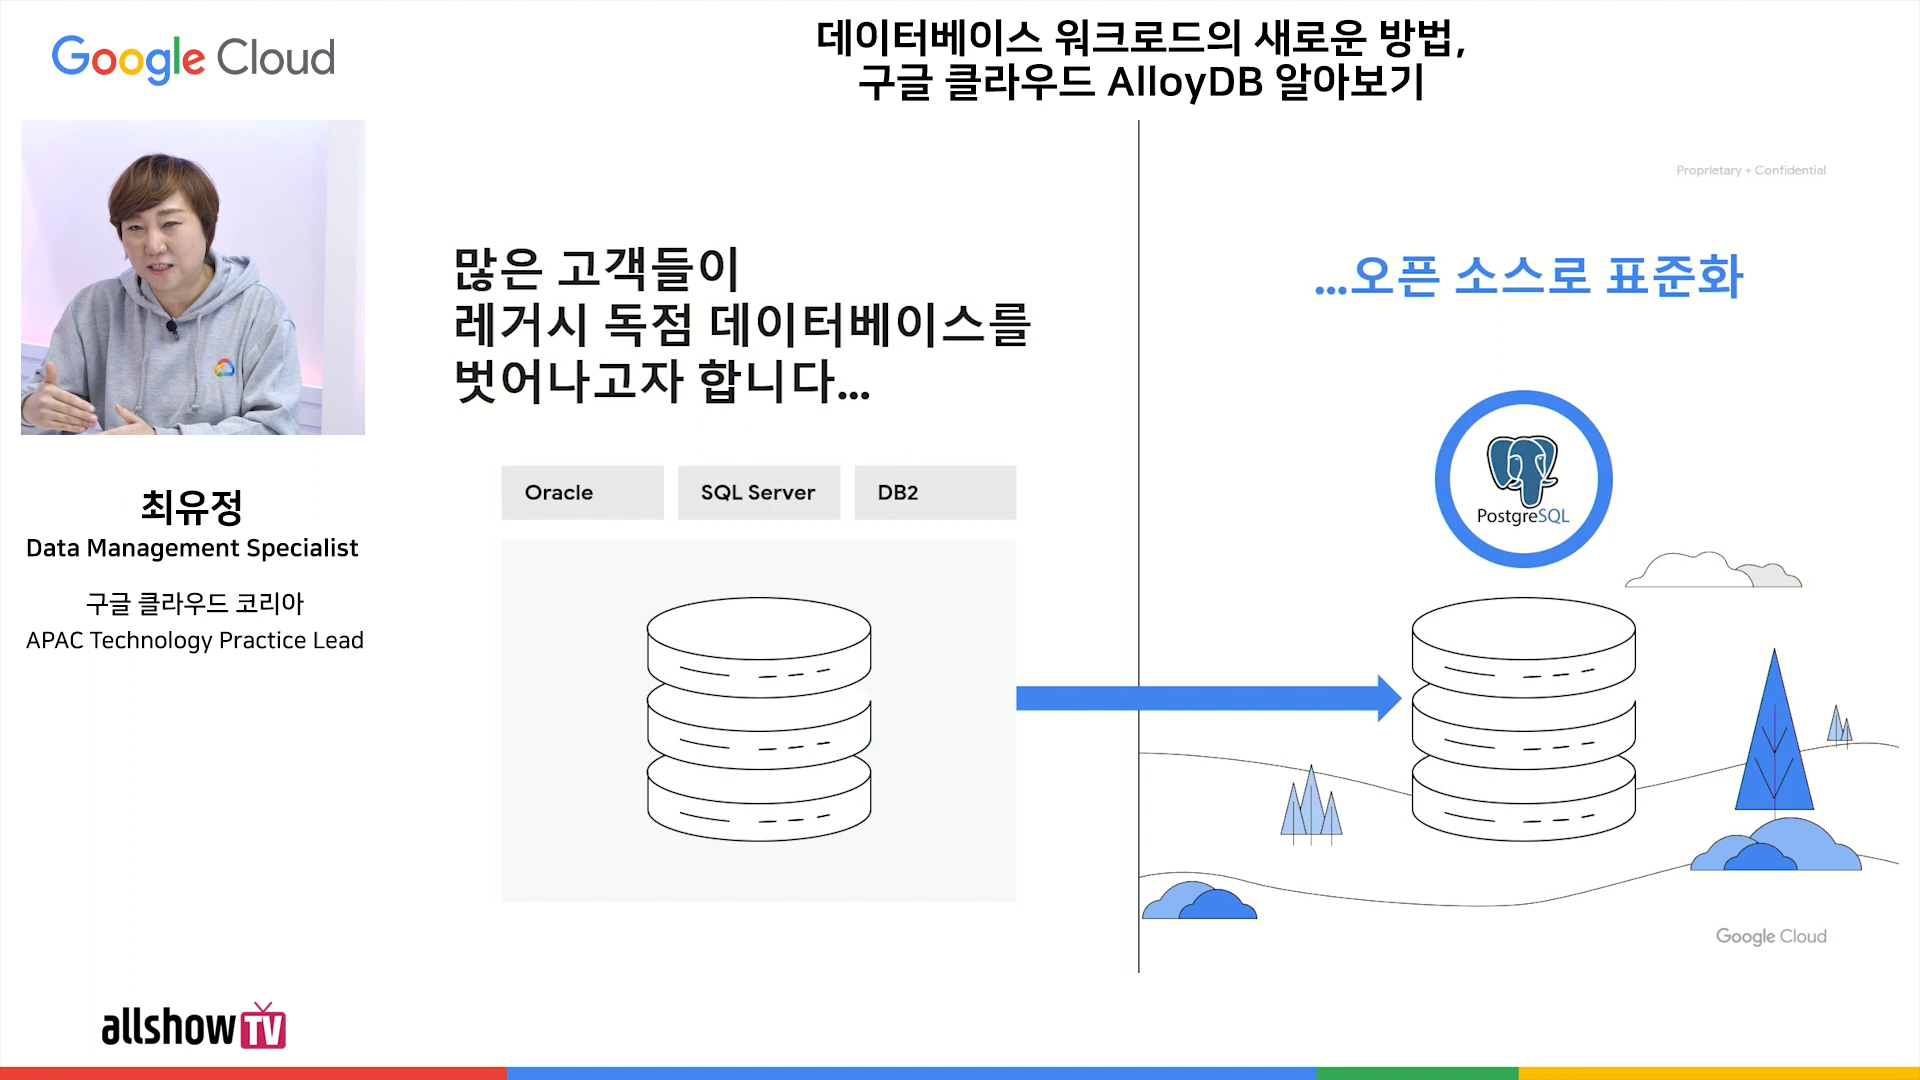 Google Cloud
데이터베이스 워크로드의 새로운 방법,
구글 클라우드 AlloyDB 알아보기
최유정
Data Management Specialist
구글 클라우드 코리아
APAC Technology Practice Lead
많은 고객들이
레거시 독점 데이터베이스를
벗어나고자 합니다...
Oracle
SQL Server
DB2
Proprietary + Confidential
...오픈 소스로 표준화
PostgreSQL
Google Cloud
allshowTV